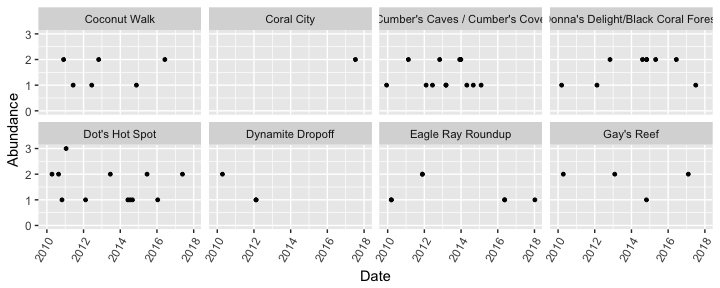 Coconut Walk
Coral City
Cumber's Caves / Cumber's Cove
Donna's Delight/Black Coral Fores
3
2
1
0
Dot's Hot Spot
Dynamite Dropoff
Eagle Ray Roundup
Gay's Reef
3
2
1
0
Abundance
2010 2012 2014 2016 2018
2010 2012 2014 2016 2018
2010 2012 2014 2016 2018
2010 2012 2014 2016 2018
Date